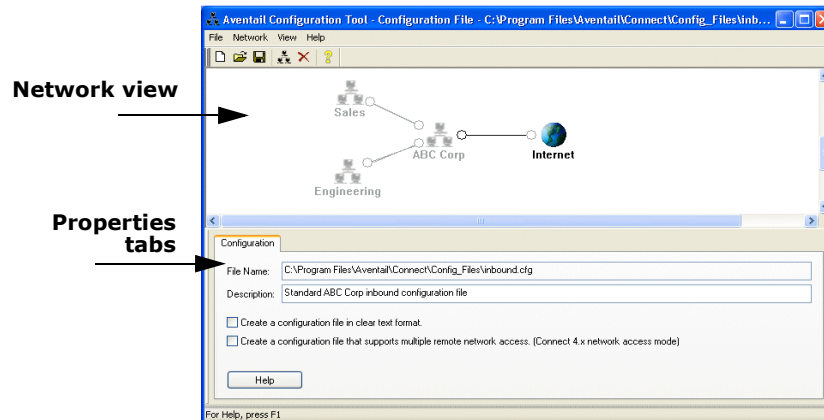 Aventail Configuration Tool - Configuration File - C:\Program Files\Aventail\Connect\Config_Files\inb...
File Network View Help
Network view
Sales
ABC Corp
Internet
Engineering
Properties
tabs
Configuration
File Name: C:\Program Files\Aventail\Connect\Config_Files\inbound.cfg
Description: Standard ABC Corp inbound configuration file
Create a configuration file in clear text format.
Create a configuration file that supports multiple remote network access. (Connect 4.x network access mode)
Help
For Help, press F1